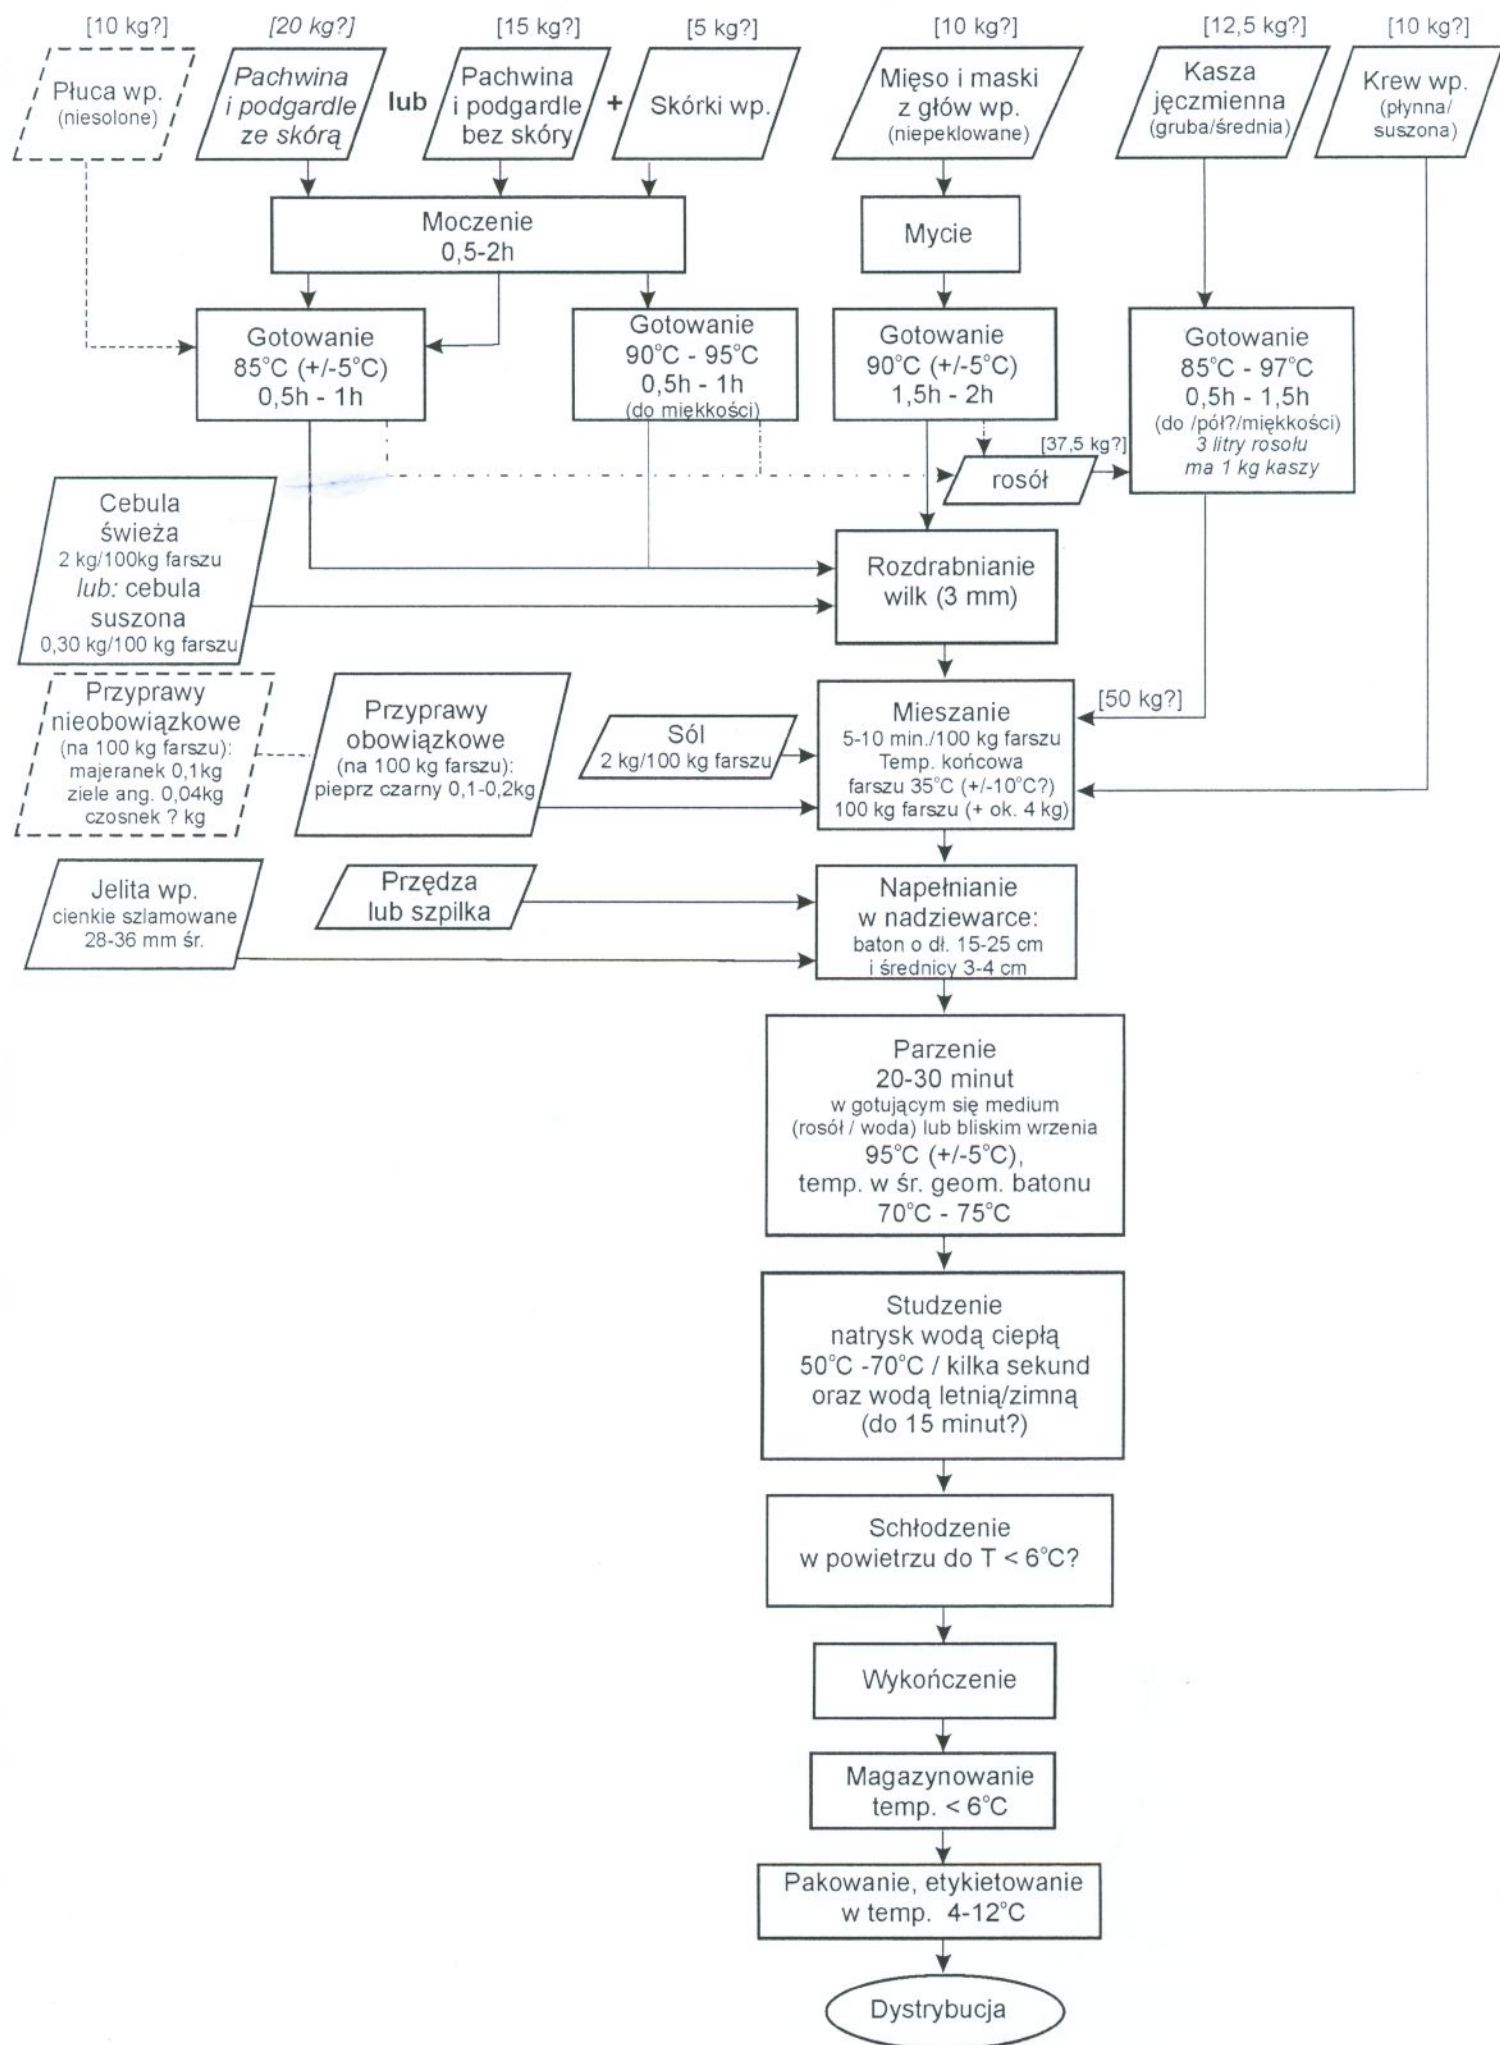 [10 kg?]
[20 kg?]
[15 kg?]
[5 kg?]
[10 kg?]
[12,5 kg?]
[10 kg?]
Płuca wp.
(niesolone)
Pachwina
i podgardle
ze skórą
lub
Pachwina
i podgardle
bez skóry
+
Skórki wp.
Mięso i maski
z głów wp.
(niepeklowane)
Kasza
jęczmienna
(gruba/średnia)
Krew wp.
(płynna/
suszona)
Moczenie
0,5-2h
Mycie
Gotowanie
85°C (+/-5°C)
0,5h - 1h
Gotowanie
90°C - 95°C
0,5h - 1h
(do miękkości)
Gotowanie
90°C (+/-5°C)
1,5h - 2h
Gotowanie
85°C - 97°C
0,5h - 1,5h
(do /pół?/miękkości)
3 litry rosołu
ma 1 kg kaszy
[37,5 kg?]
rosół
Cebula
świeża
2 kg/100kg farszu
lub: cebula
suszona
0,30 kg/100 kg farszu
Rozdrabnianie
wilk (3 mm)
Przyprawy
nieobowiązkowe
(na 100 kg farszu):
majeranek 0,1kg
ziele ang. 0,04kg
czosnek ? kg
Przyprawy
obowiązkowe
(na 100 kg farszu):
pieprz czarny 0,1-0,2kg
Sól
2 kg/100 kg farszu
Mieszanie
5-10 min./100 kg farszu
Temp. końcowa
farszu 35°C (+/-10°C?)
100 kg farszu (+ ok. 4 kg)
[50 kg?]
Jelita wp.
cienkie szlamowane
28-36 mm śr.
Przędza
lub szpilka
Napełnianie
w nadziewarce:
baton o dł. 15-25 cm
i średnicy 3-4 cm
Parzenie
20-30 minut
w gotującym się medium
(rosół / woda) lub bliskim wrzenia
95°C (+/-5°C),
temp. w śr. geom. batonu
70°C - 75°C
Studzenie
natrysk wodą ciepłą
50°C -70°C / kilka sekund
oraz wodą letnią/zimną
(do 15 minut?)
Schłodzenie
w powietrzu do T < 6°C?
Wykończenie
Magazynowanie
temp. < 6°C
Pakowanie, etykietowanie
w temp. 4-12°C
Dystrybucja